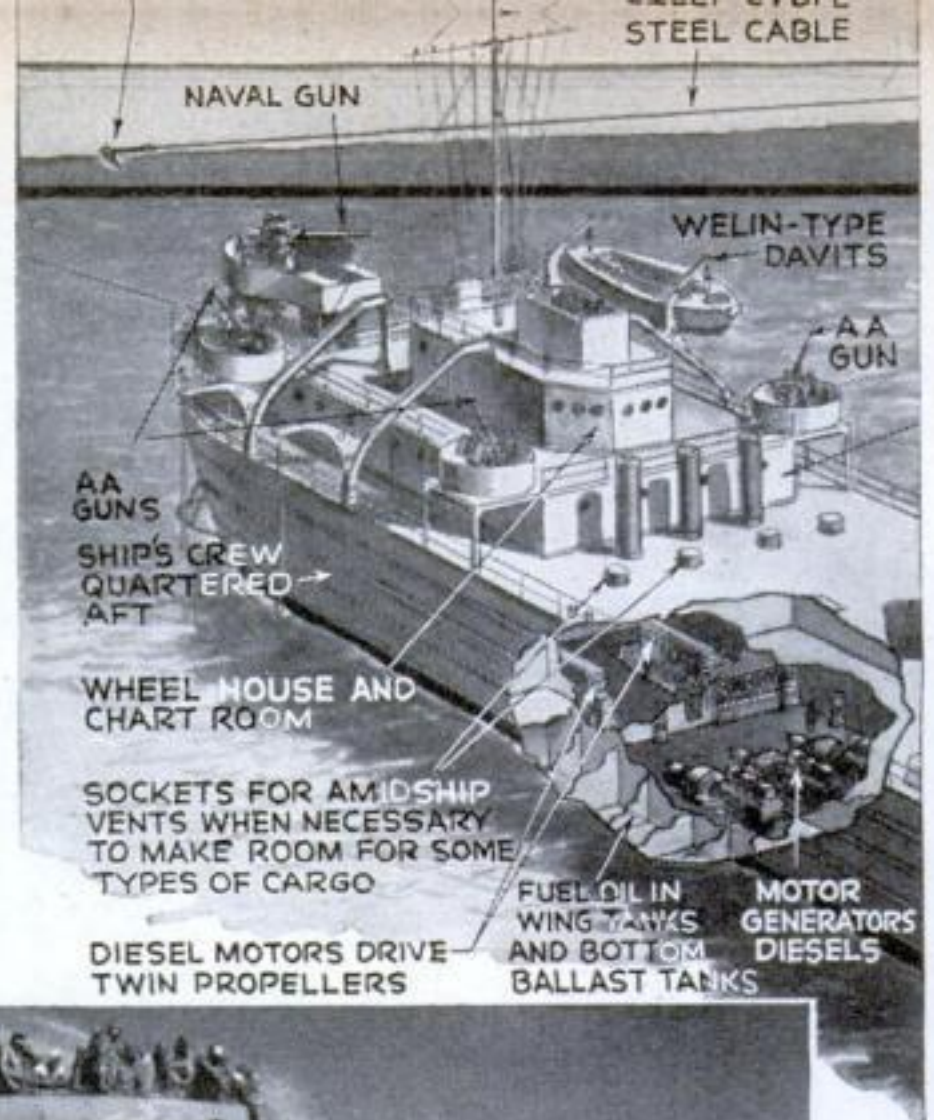 STEEL CABLE
NAVAL GUN
WELIN-TYPE
DAVITS
AA
GUN
AA
GUNS
SHIP'S CREW
QUARTERED
AFT
WHEEL HOUSE AND
CHART ROOM
SOCKETS FOR AMIDSHIP
VENTS WHEN NECESSARY
TO MAKE ROOM FOR SOME
TYPES OF CARGO
DIESEL MOTORS DRIVE
TWIN PROPELLERS
FUEL OIL IN
WING TANKS
AND BOTTOM
BALLAST TANKS
MOTOR
GENERATORS
DIESELS